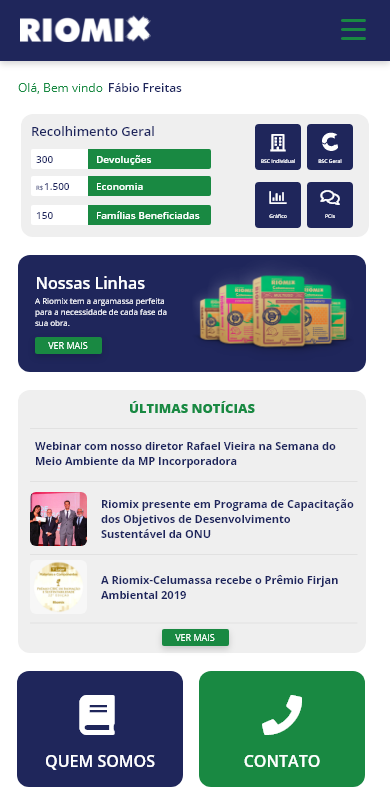 RIOMIX
Olá, Bem vindo Fábio Freitas
Recolhimento Geral
300 Devoluções
R$ 1.500 Economia
150 Famílias Beneficiadas
BSC Individual
BSC Geral
Gráfico
PCIs
Nossas Linhas
A Riomix tem a argamassa perfeita
para a necessidade de cada fase da
sua obra.
VER MAIS
ÚLTIMAS NOTÍCIAS
Webinar com nosso diretor Rafael Vieira na Semana do
Meio Ambiente da MP Incorporadora
Riomix presente em Programa de Capacitação
dos Objetivos de Desenvolvimento
Sustentável da ONU
A Riomix-Celumassa recebe o Prêmio Firjan
Ambiental 2019
VER MAIS
QUEM SOMOS
CONTATO